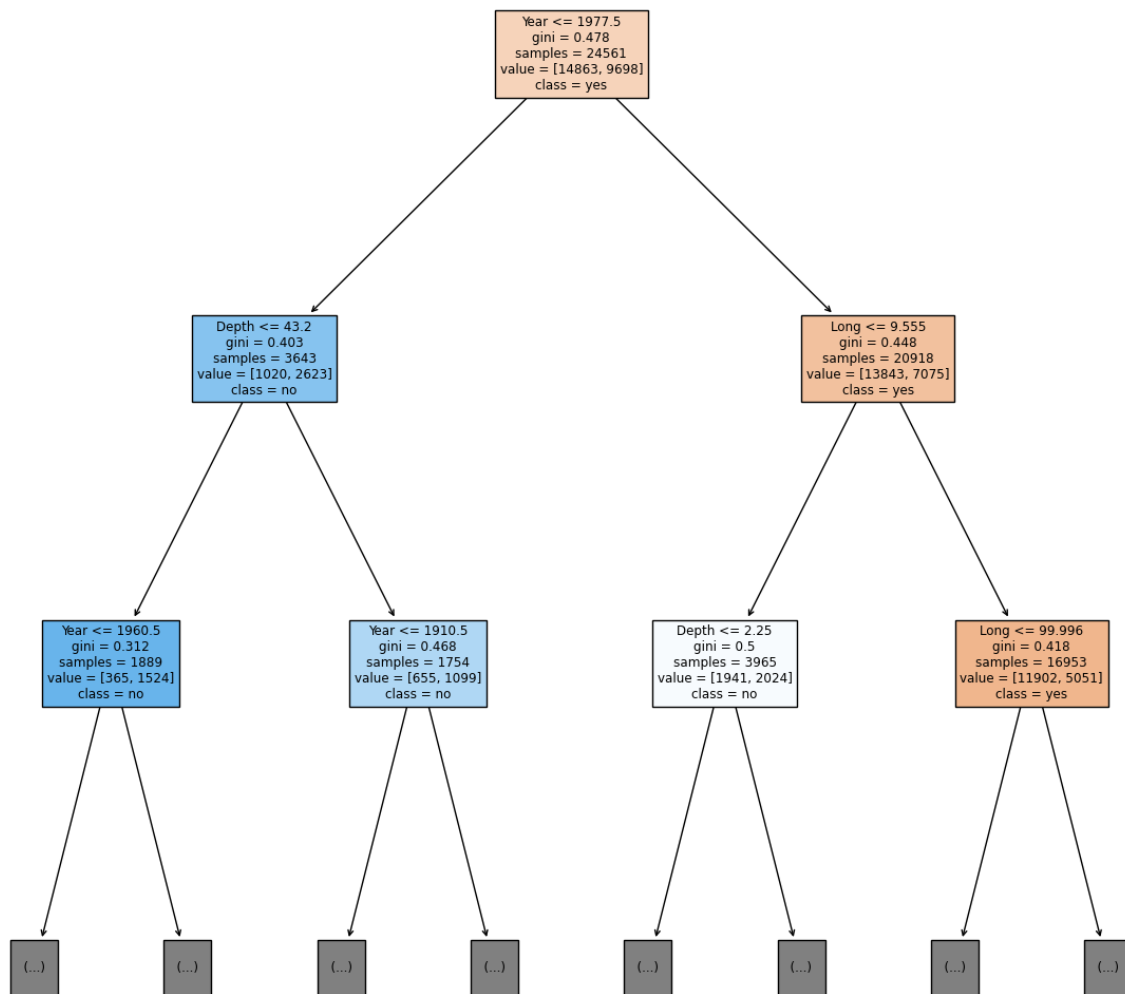 Year <= 1977.5
gini = 0.478
samples = 24561
value = [14863, 9698]
class = yes
Depth <= 43.2
gini = 0.403
samples = 3643
value = [1020, 2623]
class = no
Long <= 9.555
gini = 0.448
samples = 20918
value = [13843, 7075]
class = yes
Year <= 1960.5
gini = 0.312
samples = 1889
value = [365, 1524]
class = no
Year <= 1910.5
gini = 0.468
samples = 1754
value = [655, 1099]
class = no
Depth <= 2.25
gini = 0.5
samples = 3965
value = [1941, 2024]
class = no
Long <= 99.996
gini = 0.418
samples = 16953
value = [11902, 5051]
class = yes
(...)
(...)
(...)
(...)
(...)
(...)
(...)
(...)